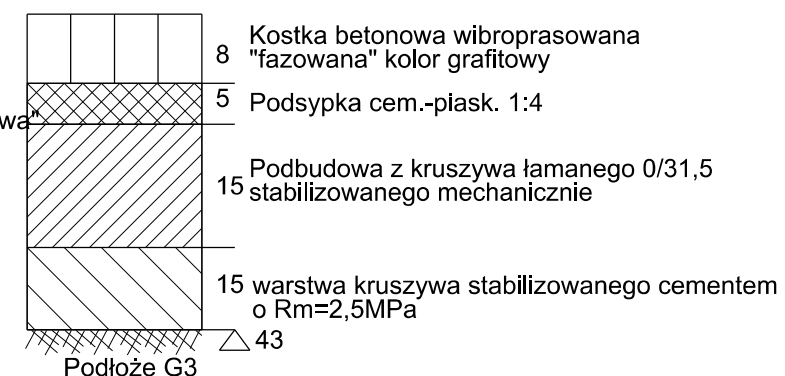 8 Kostka betonowa wibroprasowana
"fazowana" kolor grafitowy
wa"
5 Podsypka cem.-piask. 1:4
15 Podbudowa z kruszywa łamanego 0/31,5
stabilizowanego mechanicznie
15 warstwa kruszywa stabilizowanego cementem
o Rm=2,5MPa
43
Podłoże G3